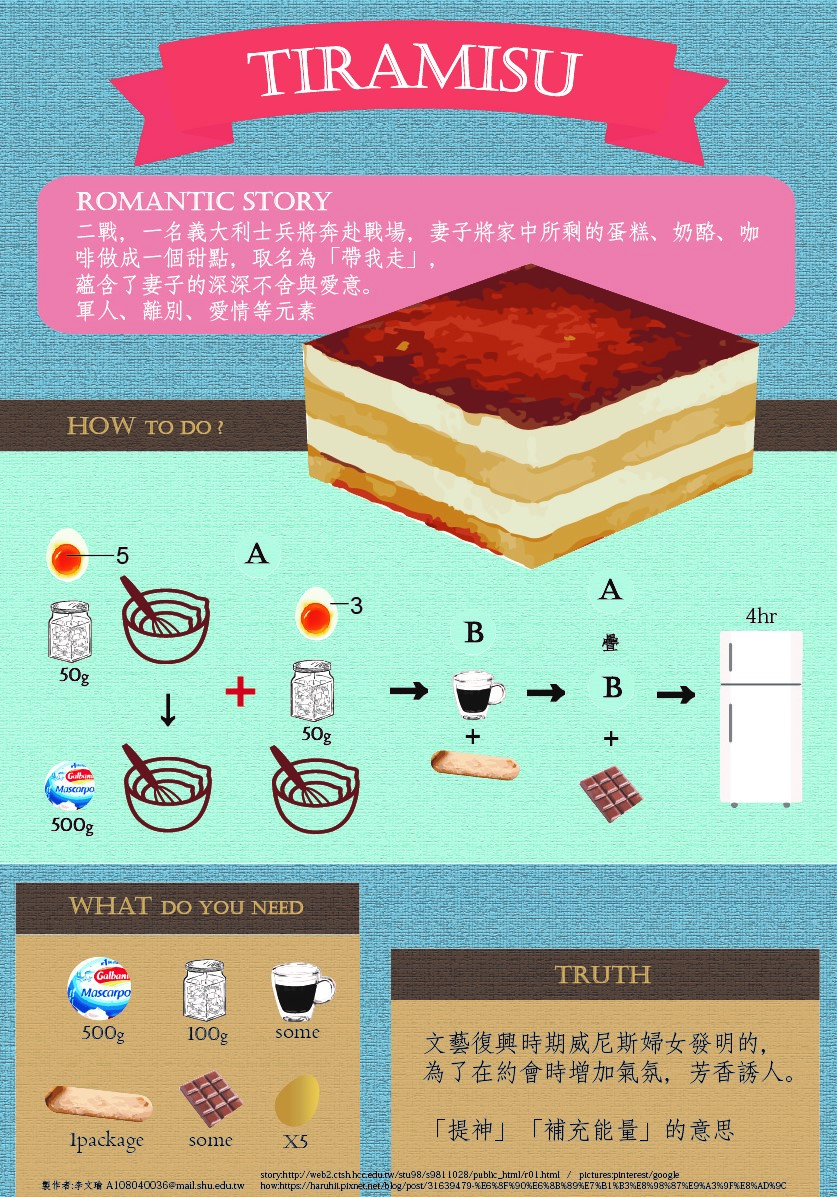 TIRAMISU
ROMANTIC STORY
二戰，一名義大利士兵將奔赴戰場，妻子將家中所剩的蛋糕、奶酪、咖
啡做成一個甜點，取名為「帶我走」，
蘊含了妻子的深深不舍與愛意。
軍人、離別、愛情等元素
HOW TO DO ?
5
A
50g
3
50g
Galbani
Mascarpo
500g
B
+
A
疊
B
+
4hr
+
WHAT DO YOU NEED
Galbani
Mascarpo
500g
100g
some
1package
some
X5
TRUTH
文藝復興時期威尼斯婦女發明的，
為了在約會時增加氣氛，芳香誘人。
「提神」「補充能量」的意思
製作者:李文瑜 A108040036@mail.shu.edu.tw
story:http://web2.ctsh.hcc.edu.tw/stu98/s9811028/public_html/r01.html / pictures:pinterest/google
how:https://haruhii.pixnet.net/blog/post/31639479-%E6%8F%90%E6%8B%89%E7%B1%B3%E8%98%87%E9%A3%9F%E8%AD%9C